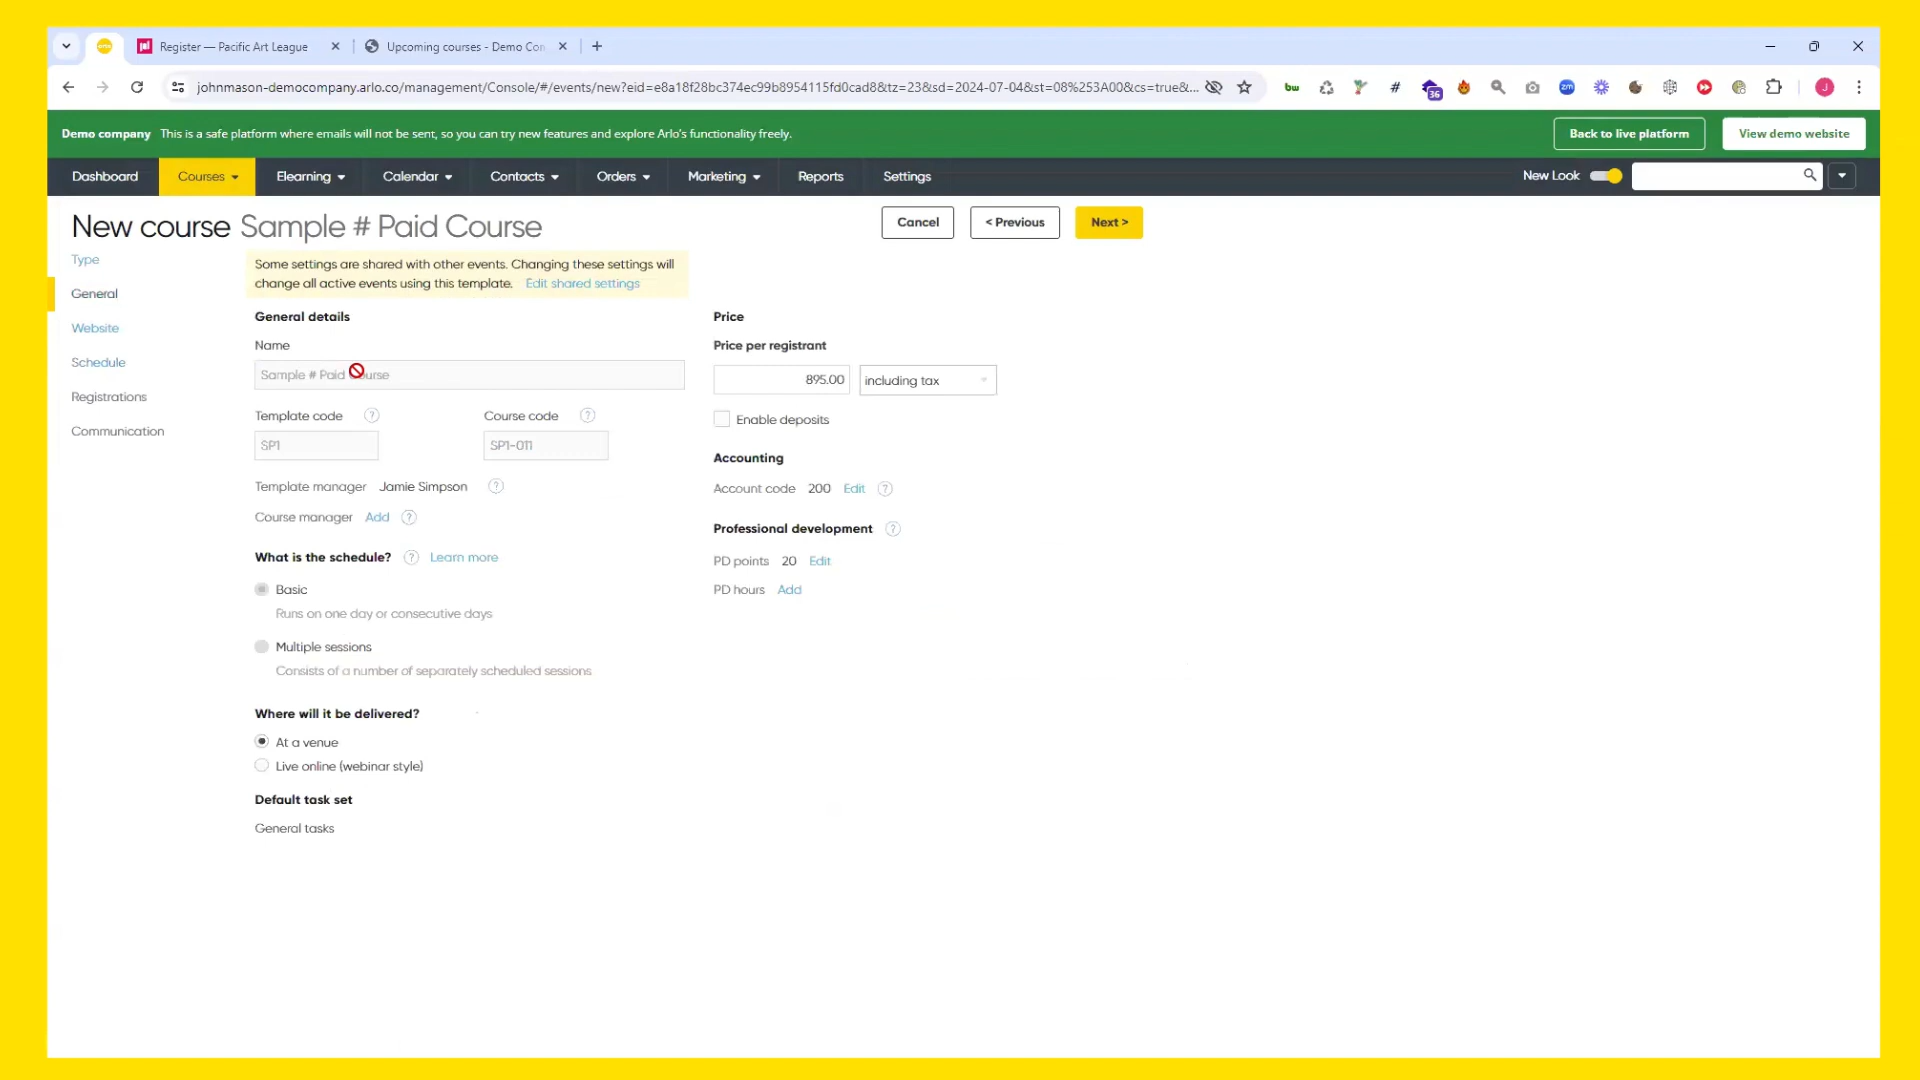 Register — Pacific Art League
Upcoming courses - Demo Con
johnmason-democompany.arlo.co/management/Console/#/events/new?eid=e8a18f28bc374ec99b8954115fd0cad8&tz=23&sd=2024-07-04&st=08%253A00&cs=true&...
bw
#
36
zm
J
Demo company This is a safe platform where emails will not be sent, so you can try new features and explore Arlo's functionality freely.
Back to live platform
View demo website
Dashboard
Courses
Elearning
Calendar
Contacts
Orders
Marketing
Reports
Settings
New Look
New course Sample # Paid Course
Cancel
< Previous
Next >
Type
General
Website
Schedule
Registrations
Communication
Some settings are shared with other events. Changing these settings will
change all active events using this template. Edit shared settings
General details
Name
Sample # Paid Course
Template code ?
Course code ?
SP1
SP1-011
Template manager Jamie Simpson ?
Course manager Add ?
What is the schedule? ? Learn more
Basic
Runs on one day or consecutive days
Multiple sessions
Consists of a number of separately scheduled sessions
Where will it be delivered?
At a venue
Live online (webinar style)
Default task set
General tasks
Price
Price per registrant
895.00
including tax
Enable deposits
Accounting
Account code 200 Edit ?
Professional development ?
PD points 20 Edit
PD hours Add